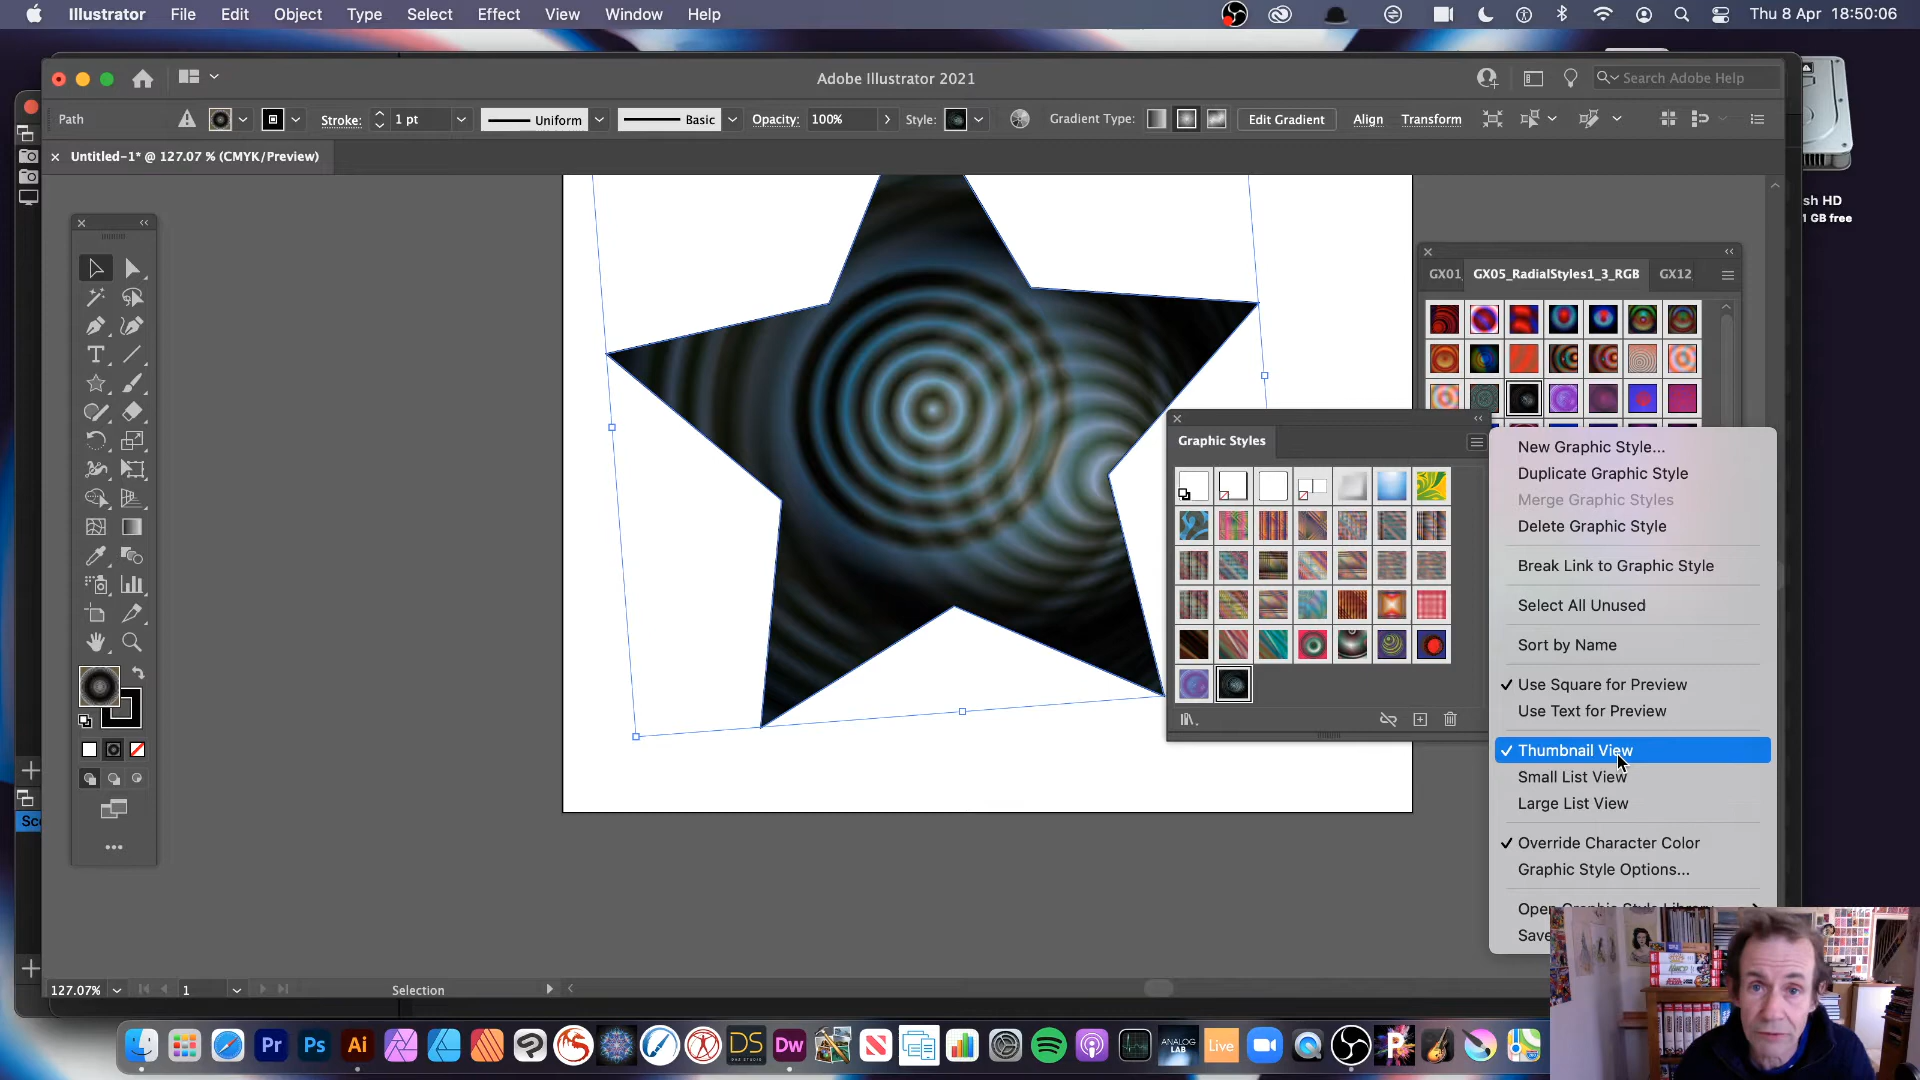 Illustrator File Edit Object Type Select Effect View Window Help
Thu 8 Apr 18:50:06
Adobe Illustrator 2021
Search Adobe Help
Path
Stroke: 1 pt Uniform Basic Opacity: 100% Style: Gradient Type: Edit Gradient Align Transform
Untitled-1* @ 127.07 % (CMYK/Preview)
sh HD
1 GB free
GX01 GX05_RadialStyles1_3_RGB GX12
Graphic Styles
New Graphic Style...
Duplicate Graphic Style
Merge Graphic Styles
Delete Graphic Style
Break Link to Graphic Style
Select All Unused
Sort by Name
Use Square for Preview
Use Text for Preview
Thumbnail View
Small List View
Large List View
Override Character Color
Graphic Style Options...
Open Graphic Style Library
Save
Sc
127.07% 1 Selection
Pr Ps Ai DS Dw ANALOG LAB Live P